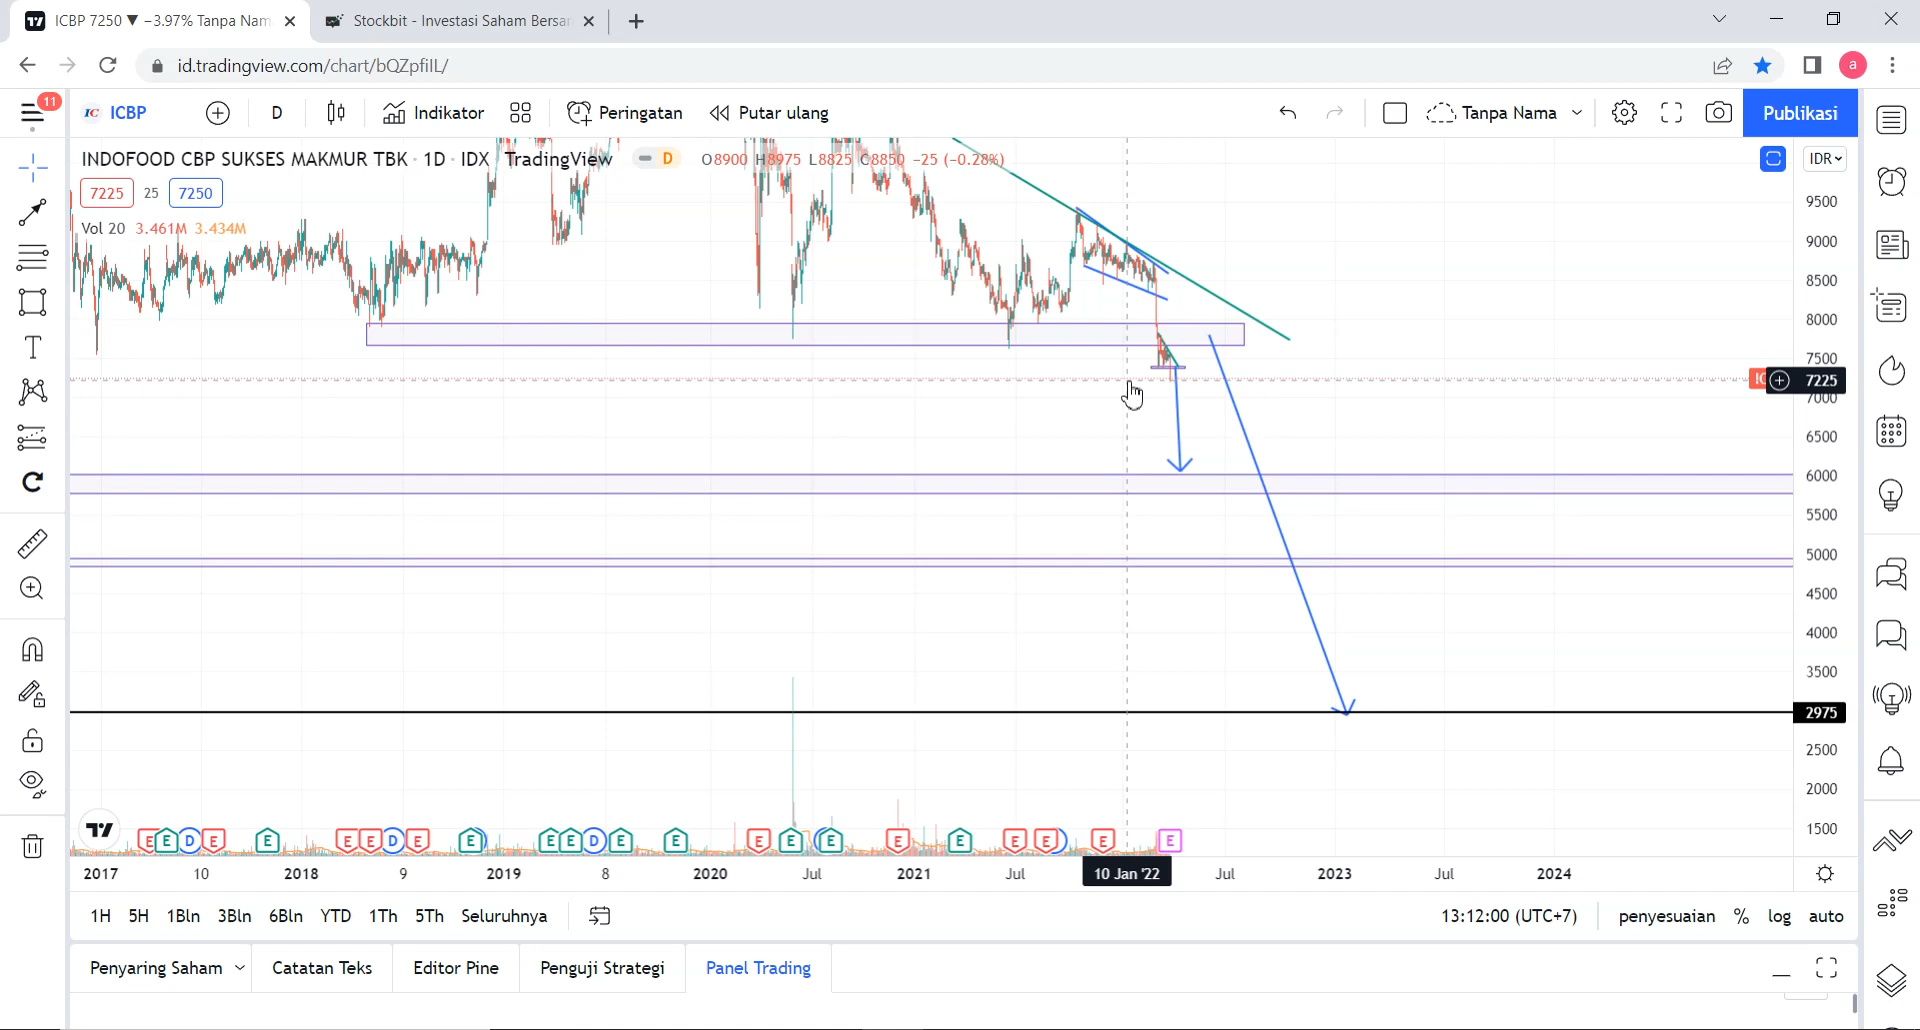 ICBP 7250 ▼ −3.97% Tanpa Nam
Stockbit - Investasi Saham Bersam
id.tradingview.com/chart/bQZpfiIL/
a
11
ICBP
D
Indikator
Peringatan
Putar ulang
Tanpa Nama
Publikasi
INDOFOOD CBP SUKSES MAKMUR TBK · 1D · IDX TradingView
D
O8900 H8975 L8825 C8850 −25 (−0.28%)
IDR
7225 25 7250
Vol 20 3.461M 3.434M
9500
9000
8500
8000
7500
7225
7000
6500
6000
5500
5000
4500
4000
3500
2975
2500
2000
1500
E E D E E E E D E E E E D E E E E E E E E E E E E
2017 10 2018 9 2019 8 2020 Jul 2021 Jul 10 Jan '22 Jul 2023 Jul 2024
1H 5H 1Bln 3Bln 6Bln YTD 1Th 5Th Seluruhnya
13:12:00 (UTC+7) penyesuaian % log auto
Penyaring Saham Catatan Teks Editor Pine Penguji Strategi Panel Trading